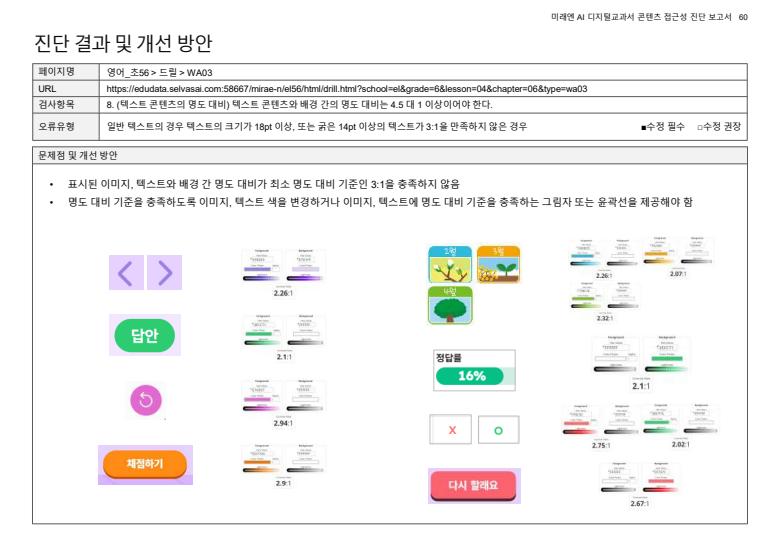 미래엔 AI 디지털교과서 콘텐츠 접근성 진단 보고서 60
진단 결과 및 개선 방안
페이지명 영어_초56 > 드릴 > WA03
URL https://edudata.selvasai.com:58667/mirae-n/el56/html/drill.html?school=el&grade=6&lesson=04&chapter=06&type=wa03
검사항목 8. (텍스트 콘텐츠의 명도 대비) 텍스트 콘텐츠와 배경 간의 명도 대비는 4.5 대 1 이상이어야 한다.
오류유형 일반 텍스트의 경우 텍스트의 크기가 18pt 이상, 또는 굵은 14pt 이상의 텍스트가 3:1을 만족하지 않은 경우 ■수정 필수 □수정 권장
문제점 및 개선 방안
• 표시된 이미지, 텍스트와 배경 간 명도 대비가 최소 명도 대비 기준인 3:1을 충족하지 않음
• 명도 대비 기준을 충족하도록 이미지, 텍스트 색을 변경하거나 이미지, 텍스트에 명도 대비 기준을 충족하는 그림자 또는 윤곽선을 제공해야 함
2.26:1
답안
2.1:1
2.94:1
채점하기
2.9:1
2월 3월
4월
2.26:1 2.07:1
2.32:1
정답률
16%
2.1:1
X O
2.75:1 2.02:1
다시 할래요
2.67:1